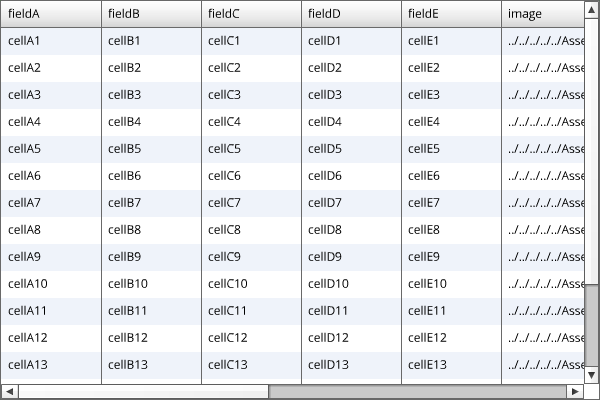 fieldA fieldB fieldC fieldD fieldE image
cellA1 cellB1 cellC1 cellD1 cellE1 ../../../../../Asse
cellA2 cellB2 cellC2 cellD2 cellE2 ../../../../../Asse
cellA3 cellB3 cellC3 cellD3 cellE3 ../../../../../Asse
cellA4 cellB4 cellC4 cellD4 cellE4 ../../../../../Asse
cellA5 cellB5 cellC5 cellD5 cellE5 ../../../../../Asse
cellA6 cellB6 cellC6 cellD6 cellE6 ../../../../../Asse
cellA7 cellB7 cellC7 cellD7 cellE7 ../../../../../Asse
cellA8 cellB8 cellC8 cellD8 cellE8 ../../../../../Asse
cellA9 cellB9 cellC9 cellD9 cellE9 ../../../../../Asse
cellA10 cellB10 cellC10 cellD10 cellE10 ../../../../../Asse
cellA11 cellB11 cellC11 cellD11 cellE11 ../../../../../Asse
cellA12 cellB12 cellC12 cellD12 cellE12 ../../../../../Asse
cellA13 cellB13 cellC13 cellD13 cellE13 ../../../../../Asse